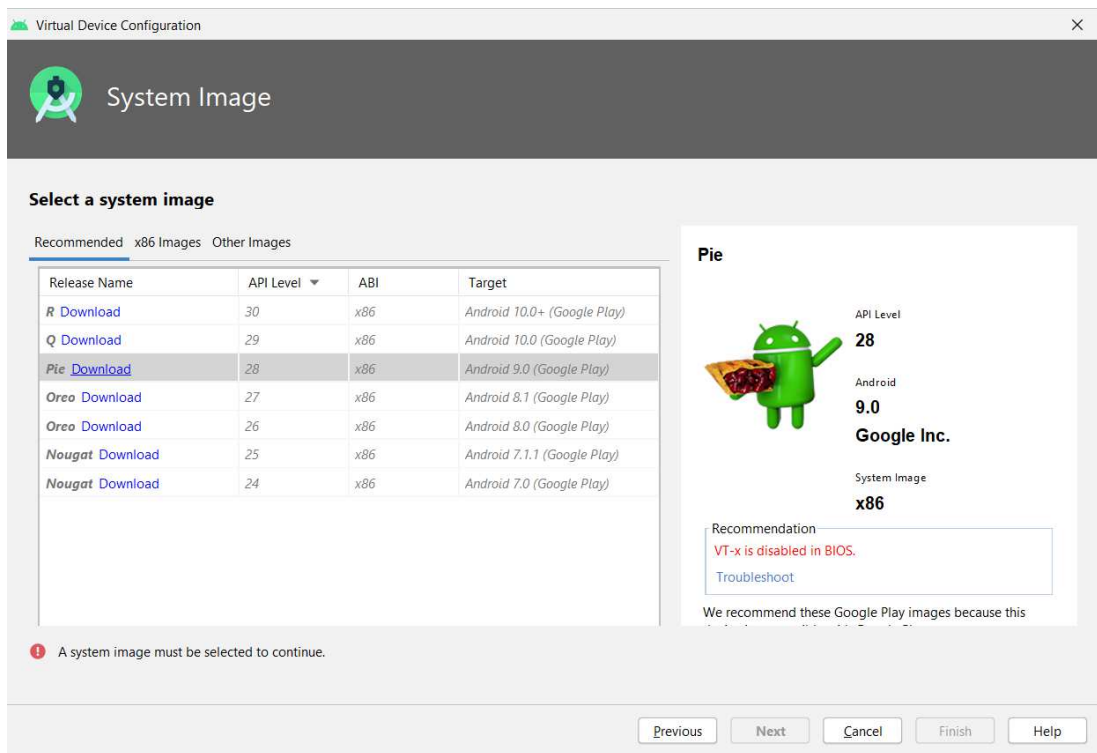 Virtual Device Configuration
System Image
Select a system image
Recommended x86 Images Other Images
Release Name API Level ABI Target
R Download 30 x86 Android 10.0+ (Google Play)
Q Download 29 x86 Android 10.0 (Google Play)
Pie Download 28 x86 Android 9.0 (Google Play)
Oreo Download 27 x86 Android 8.1 (Google Play)
Oreo Download 26 x86 Android 8.0 (Google Play)
Nougat Download 25 x86 Android 7.1.1 (Google Play)
Nougat Download 24 x86 Android 7.0 (Google Play)
Pie
API Level
28
Android
9.0
Google Inc.
System Image
x86
Recommendation
VT-x is disabled in BIOS.
Troubleshoot
We recommend these Google Play images because this
A system image must be selected to continue.
Previous Next Cancel Finish Help